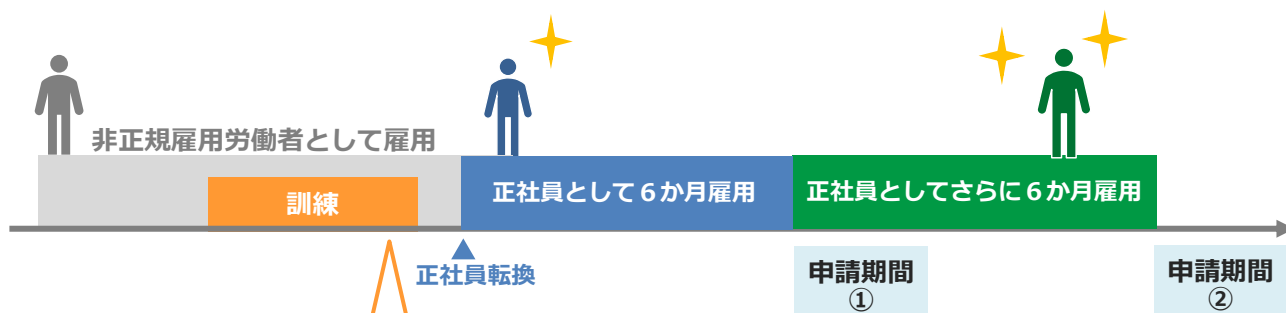 非正規雇用労働者として雇用
訓練
正社員として６か月雇用
正社員としてさらに６か月雇用
正社員転換
申請期間
①
申請期間
②